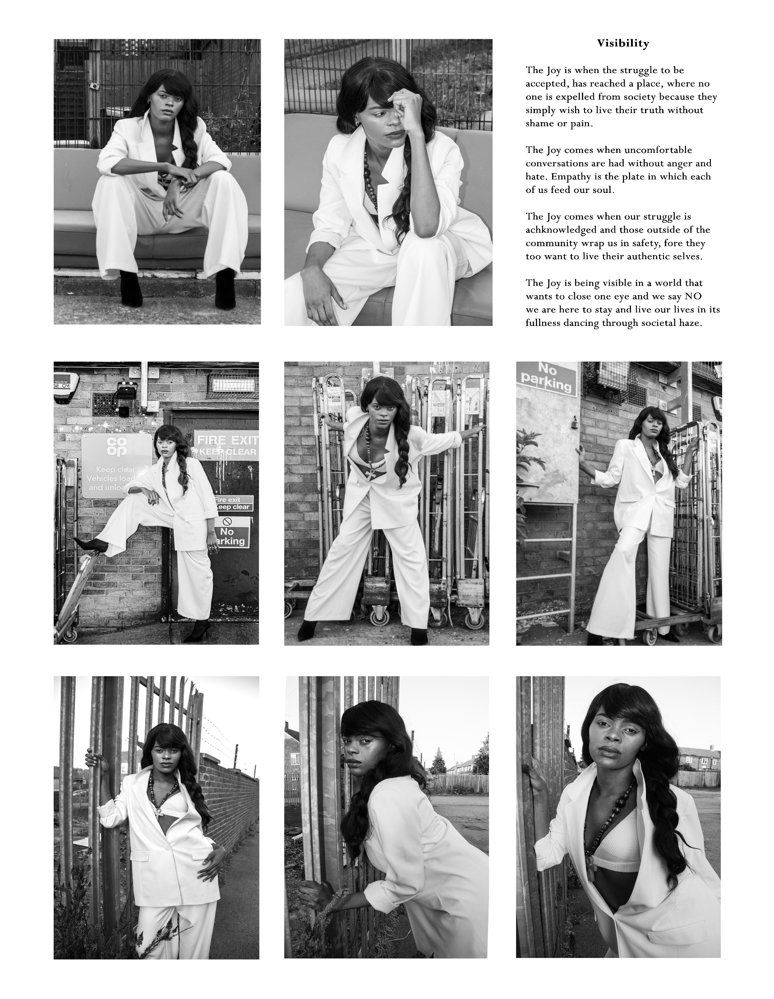 Visibility
The Joy is when the struggle to be
accepted, has reached a place, where no
one is expelled from society because they
simply wish to live their truth without
shame or pain.
The Joy comes when uncomfortable
conversations are had without anger and
hate. Empathy is the plate in which each
of us feed our soul.
The Joy comes when our struggle is
achknowledged and those outside of the
community wrap us in safety, fore they
too want to live their authentic selves.
The Joy is being visible in a world that
wants to close one eye and we say NO
we are here to stay and live our lives in its
fullness dancing through societal haze.
security by
SE OM
CO
OP
Keep clear
Vehicles loadi
and unloa
FIRE EXIT
KEEP CLEAR
Fire exit
Keep clear
No
arking
No
parking